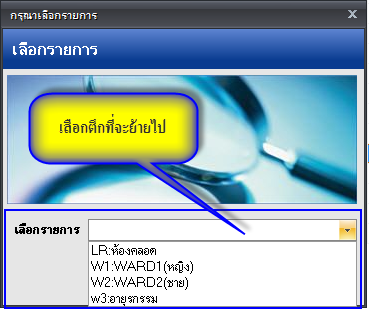 กรุณาเลือกรายการ
เลือกรายการ
เลือกตึกที่จะย้ายไป
เลือกรายการ
LR:ห้องคลอด
W1:WARD1(หญิง)
W2:WARD2(ชาย)
w3:อายุรกรรม